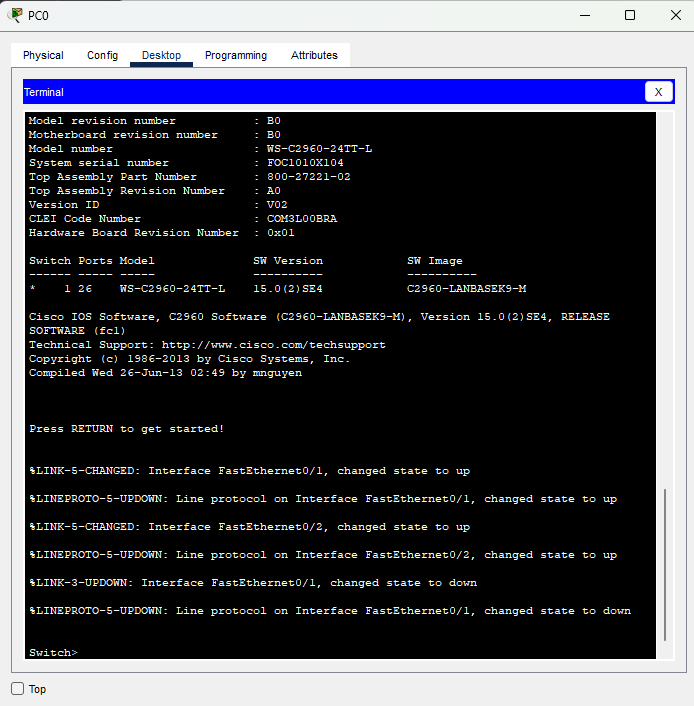 PC0
Physical Config Desktop Programming Attributes
Terminal X
Model revision number : B0
Motherboard revision number : B0
Model number : WS-C2960-24TT-L
System serial number : FOC1010X104
Top Assembly Part Number : 800-27221-02
Top Assembly Revision Number : A0
Version ID : V02
CLEI Code Number : COM3L00BRA
Hardware Board Revision Number : 0x01
Switch Ports Model SW Version SW Image
------ ----- ----- ---------- ----------
* 1 26 WS-C2960-24TT-L 15.0(2)SE4 C2960-LANBASEK9-M
Cisco IOS Software, C2960 Software (C2960-LANBASEK9-M), Version 15.0(2)SE4, RELEASE
SOFTWARE (fc1)
Technical Support: http://www.cisco.com/techsupport
Copyright (c) 1986-2013 by Cisco Systems, Inc.
Compiled Wed 26-Jun-13 02:49 by mnguyen
Press RETURN to get started!
%LINK-5-CHANGED: Interface FastEthernet0/1, changed state to up
%LINEPROTO-5-UPDOWN: Line protocol on Interface FastEthernet0/1, changed state to up
%LINK-5-CHANGED: Interface FastEthernet0/2, changed state to up
%LINEPROTO-5-UPDOWN: Line protocol on Interface FastEthernet0/2, changed state to up
%LINK-3-UPDOWN: Interface FastEthernet0/1, changed state to down
%LINEPROTO-5-UPDOWN: Line protocol on Interface FastEthernet0/1, changed state to down
Switch>
Top